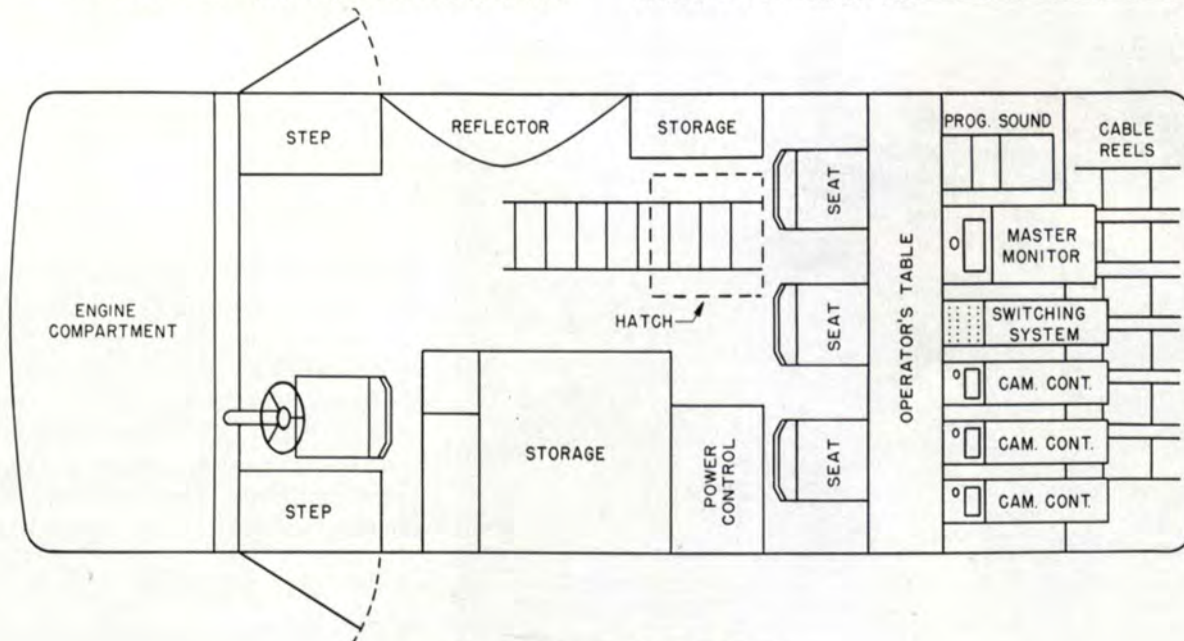 ENGINE
COMPARTMENT
STEP
STEP
REFLECTOR
STORAGE
HATCH
STORAGE
POWER
CONTROL
SEAT
SEAT
SEAT
OPERATOR'S TABLE
PROG. SOUND
CABLE
REELS
MASTER
MONITOR
SWITCHING
SYSTEM
CAM. CONT.
CAM. CONT.
CAM. CONT.